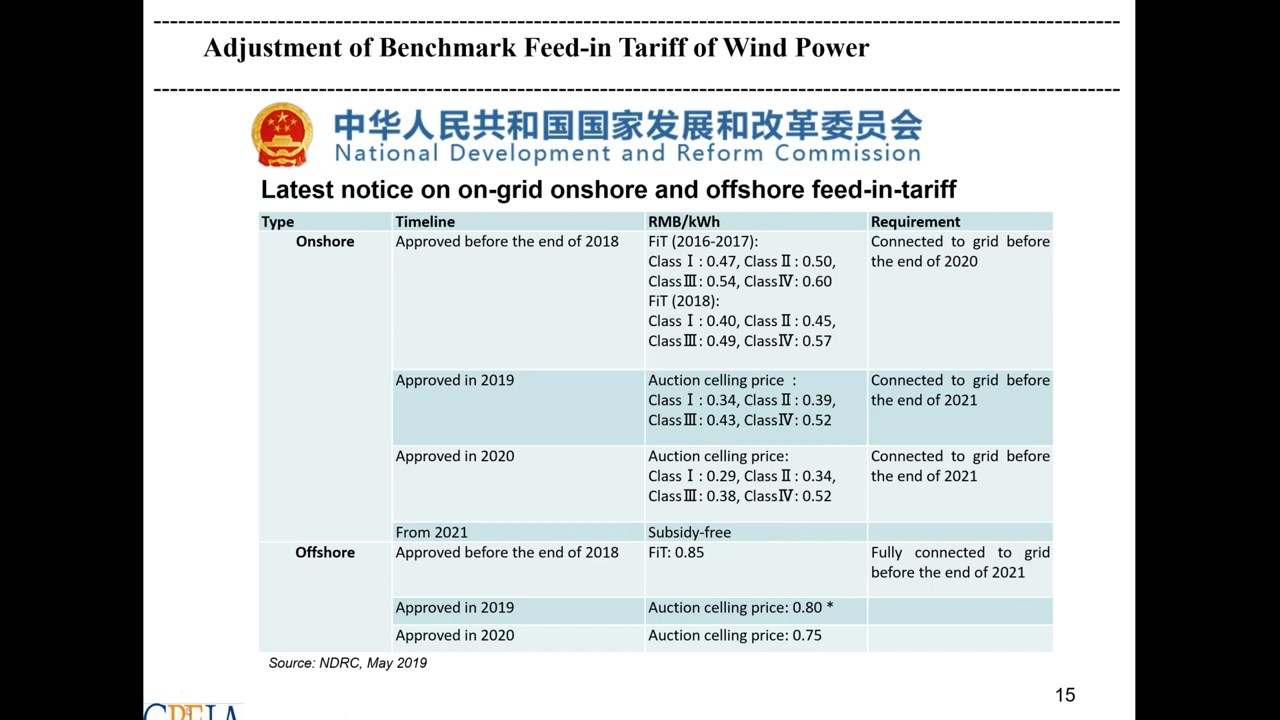 Adjustment of Benchmark Feed-in Tariff of Wind Power
中华人民共和国国家发展和改革委员会
National Development and Reform Commission
Latest notice on on-grid onshore and offshore feed-in-tariff
Type Timeline RMB/kWh Requirement
Onshore Approved before the end of 2018 FiT (2016-2017): Connected to grid before
Class Ⅰ: 0.47, Class Ⅱ: 0.50, the end of 2020
Class Ⅲ: 0.54, Class Ⅳ: 0.60
FiT (2018):
Class Ⅰ: 0.40, Class Ⅱ: 0.45,
Class Ⅲ: 0.49, Class Ⅳ: 0.57
Approved in 2019 Auction celling price : Connected to grid before
Class Ⅰ: 0.34, Class Ⅱ: 0.39, the end of 2021
Class Ⅲ: 0.43, Class Ⅳ: 0.52
Approved in 2020 Auction celling price: Connected to grid before
Class Ⅰ: 0.29, Class Ⅱ: 0.34, the end of 2021
Class Ⅲ: 0.38, Class Ⅳ: 0.52
From 2021 Subsidy-free
Offshore Approved before the end of 2018 FiT: 0.85 Fully connected to grid
before the end of 2021
Approved in 2019 Auction celling price: 0.80 *
Approved in 2020 Auction celling price: 0.75
Source: NDRC, May 2019
15